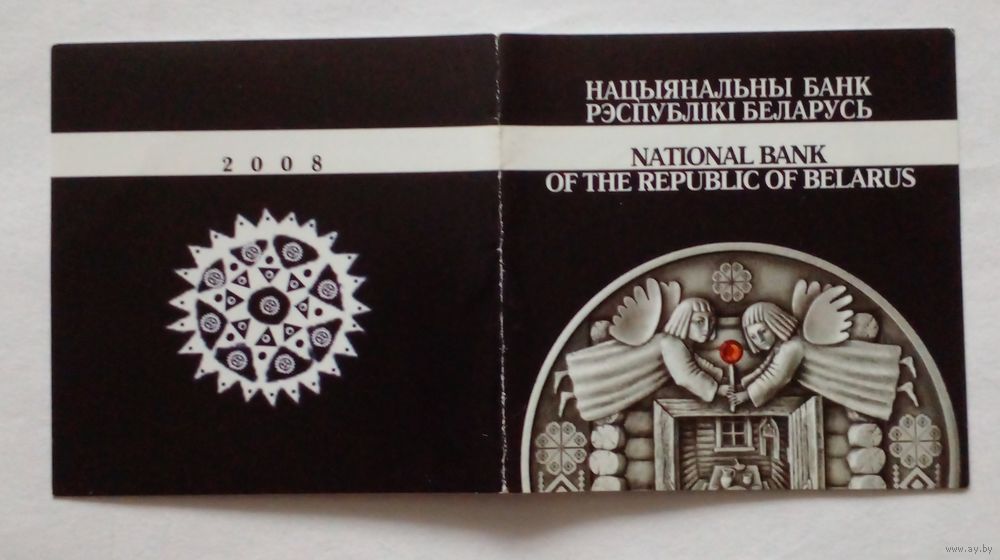 2008
НАЦЫЯНАЛЬНЫ БАНК
РЭСПУБЛІКІ БЕЛАРУСЬ
NATIONAL BANK
OF THE REPUBLIC OF BELARUS
www.ay.by